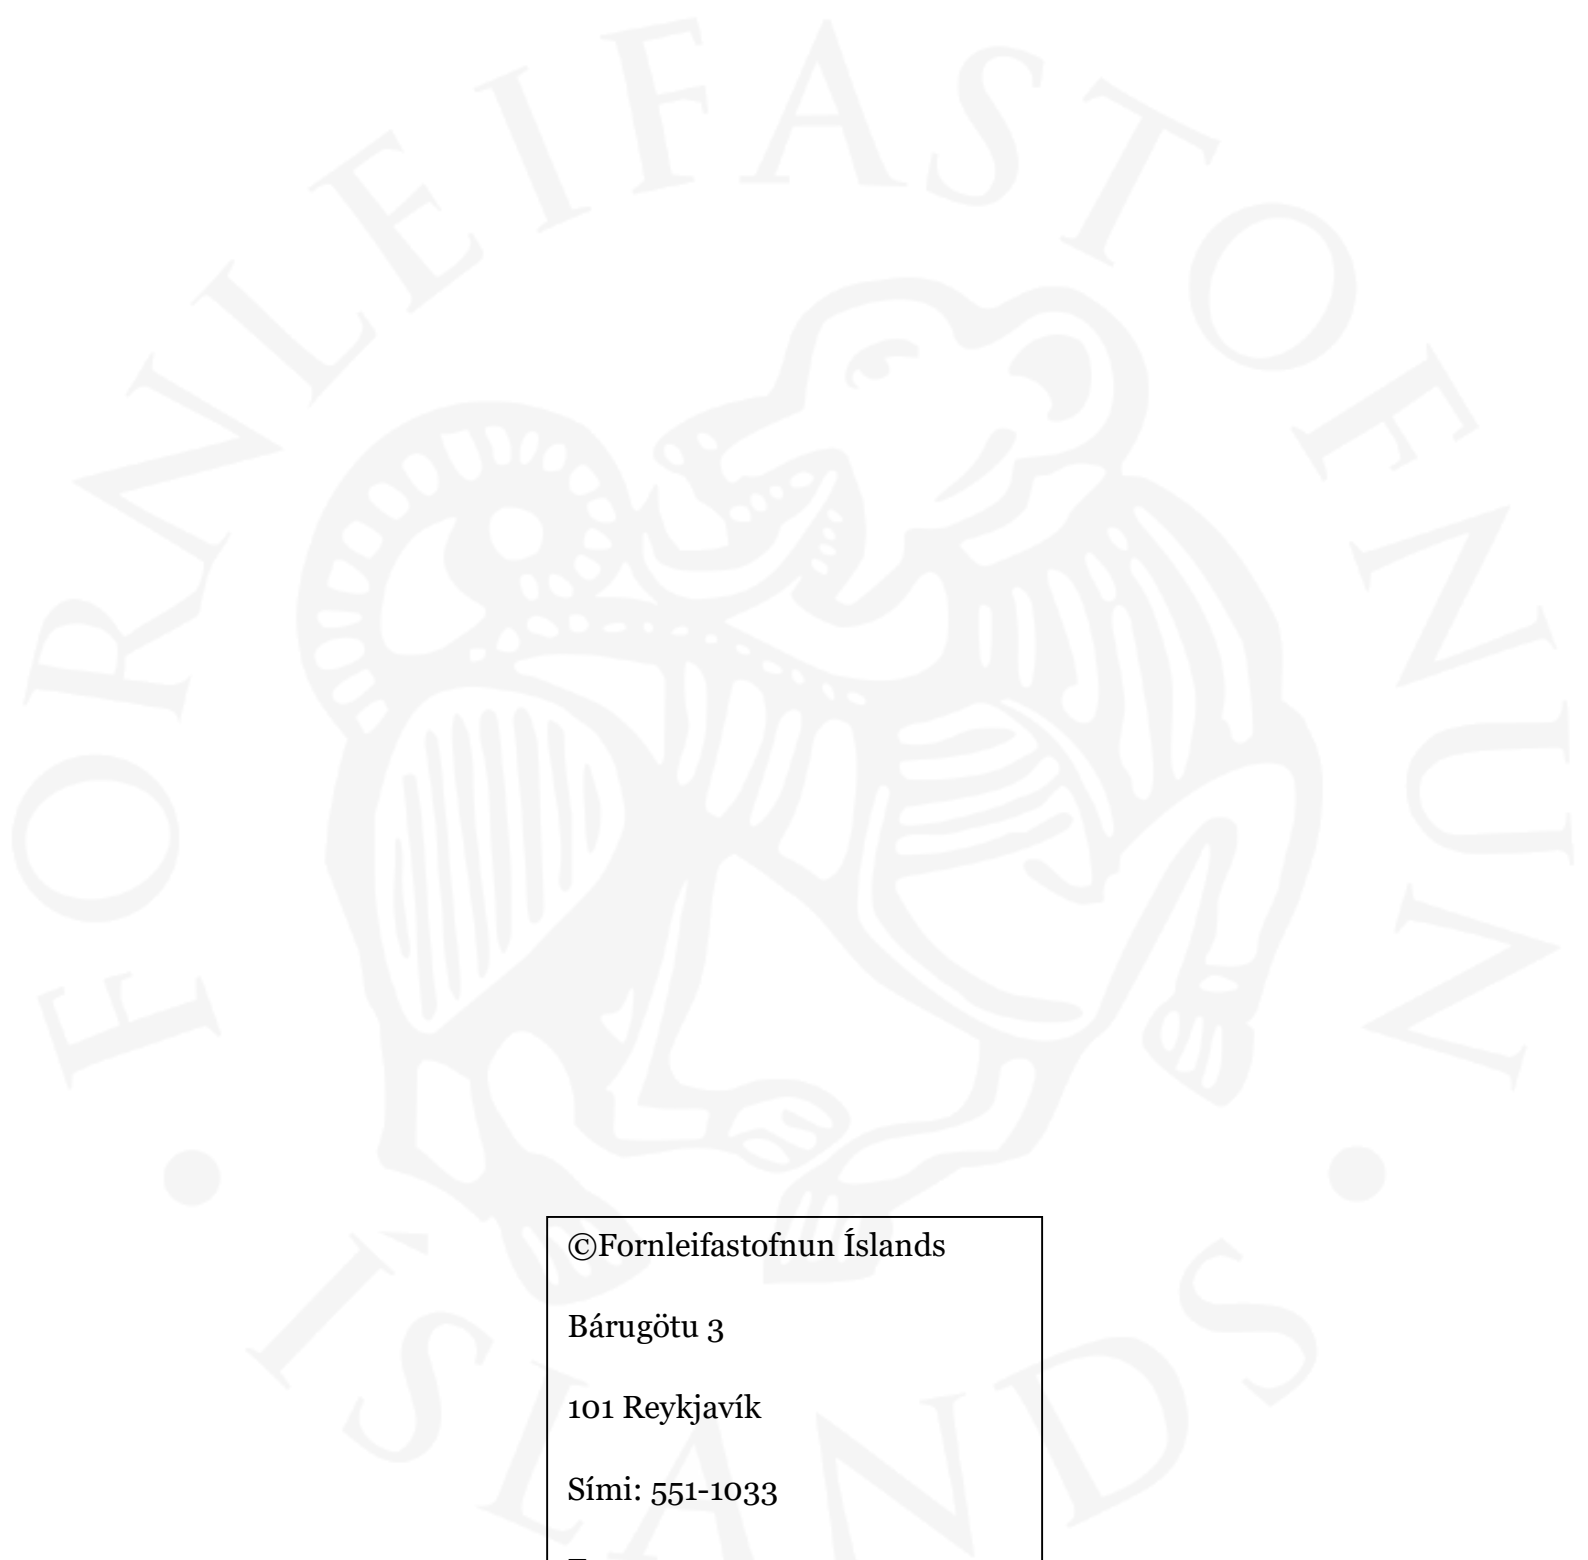 FORNLEIFASTOFNUN
ÍSLANDS
©Fornleifastofnun Íslands
Bárugötu 3
101 Reykjavík
Sími: 551-1033